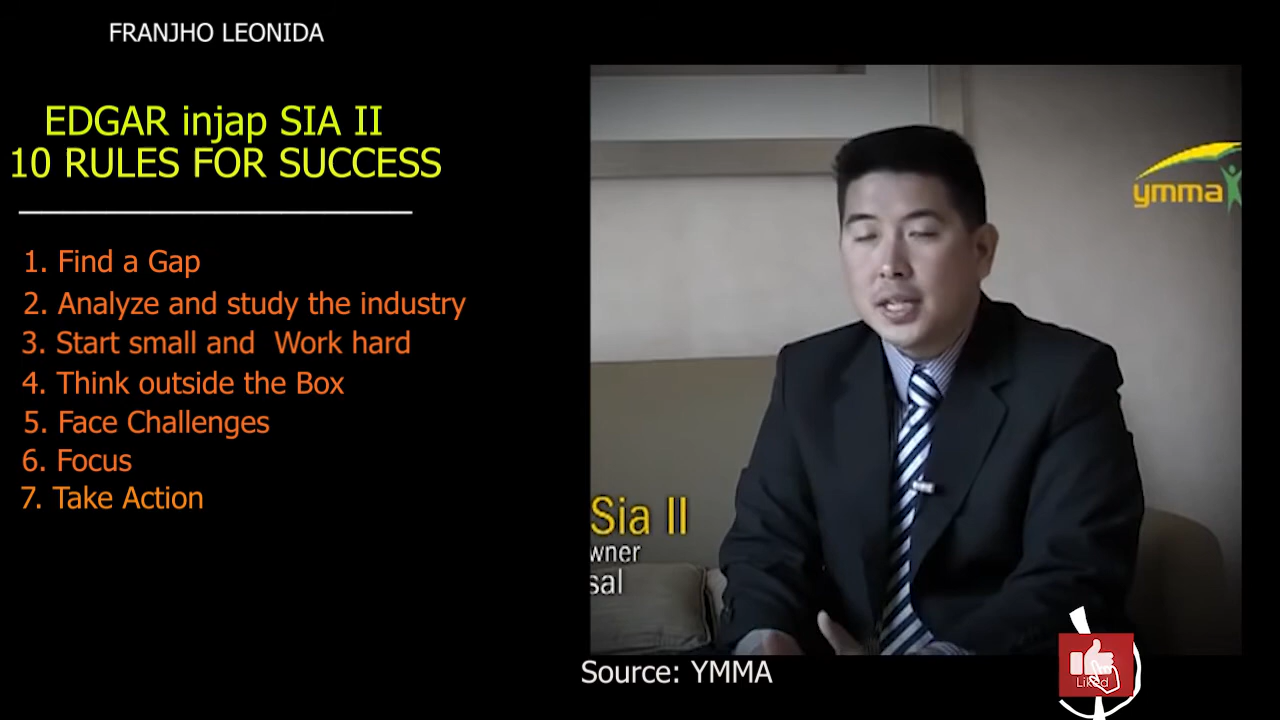 FRANJHO LEONIDA
EDGAR injap SIA II
10 RULES FOR SUCCESS
1. Find a Gap
2. Analyze and study the industry
3. Start small and Work hard
4. Think outside the Box
5. Face Challenges
6. Focus
7. Take Action
ymma
Sia II
wner
sal
Source: YMMA
Liked